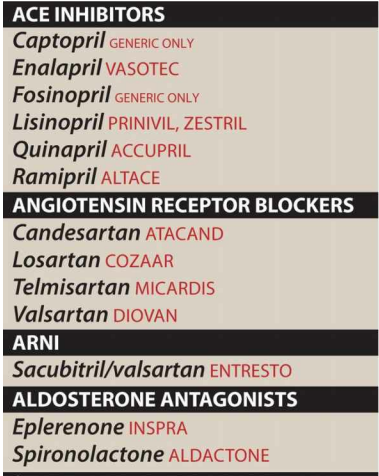 ACE INHIBITORS
Captopril GENERIC ONLY
Enalapril VASOTEC
Fosinopril GENERIC ONLY
Lisinopril PRINIVIL, ZESTRIL
Quinapril ACCUPRIL
Ramipril ALTACE
ANGIOTENSIN RECEPTOR BLOCKERS
Candesartan ATACAND
Losartan COZAAR
Telmisartan MICARDIS
Valsartan DIOVAN
ARNI
Sacubitril/valsartan ENTRESTO
ALDOSTERONE ANTAGONISTS
Eplerenone INSPRA
Spironolactone ALDACTONE